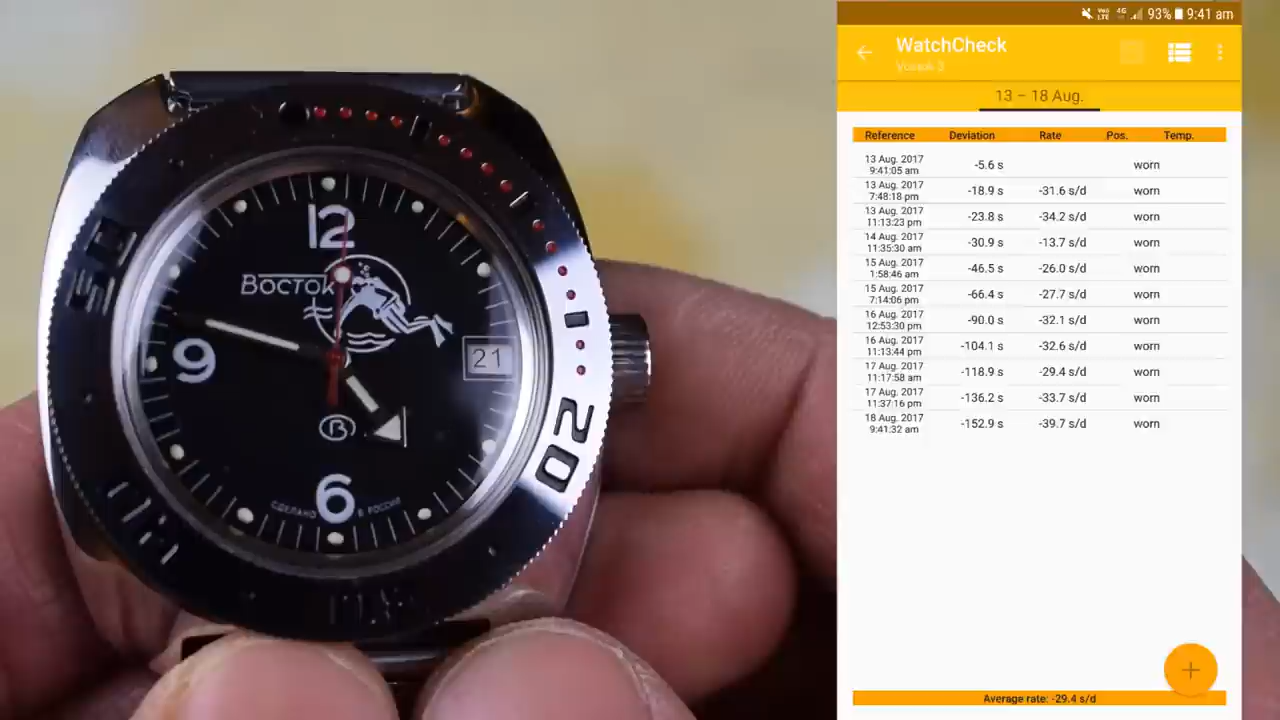 12
Восток
9
21
6
СДЕЛАНО В РОССИИ
В
20
93% 9:41 am
WatchCheck
Vostok 3
13 – 18 Aug.
Reference Deviation Rate Pos. Temp.
13 Aug. 2017
9:41:05 am -5.6 s worn
13 Aug. 2017
7:48:18 pm -18.9 s -31.6 s/d worn
13 Aug. 2017
11:13:23 pm -23.8 s -34.2 s/d worn
14 Aug. 2017
11:35:30 am -30.9 s -13.7 s/d worn
15 Aug. 2017
1:58:46 am -46.5 s -26.0 s/d worn
15 Aug. 2017
7:14:06 pm -66.4 s -27.7 s/d worn
16 Aug. 2017
12:53:30 pm -90.0 s -32.1 s/d worn
16 Aug. 2017
11:13:44 pm -104.1 s -32.6 s/d worn
17 Aug. 2017
11:17:58 am -118.9 s -29.4 s/d worn
17 Aug. 2017
11:37:16 pm -136.2 s -33.7 s/d worn
18 Aug. 2017
9:41:32 am -152.9 s -39.7 s/d worn
Average rate: -29.4 s/d